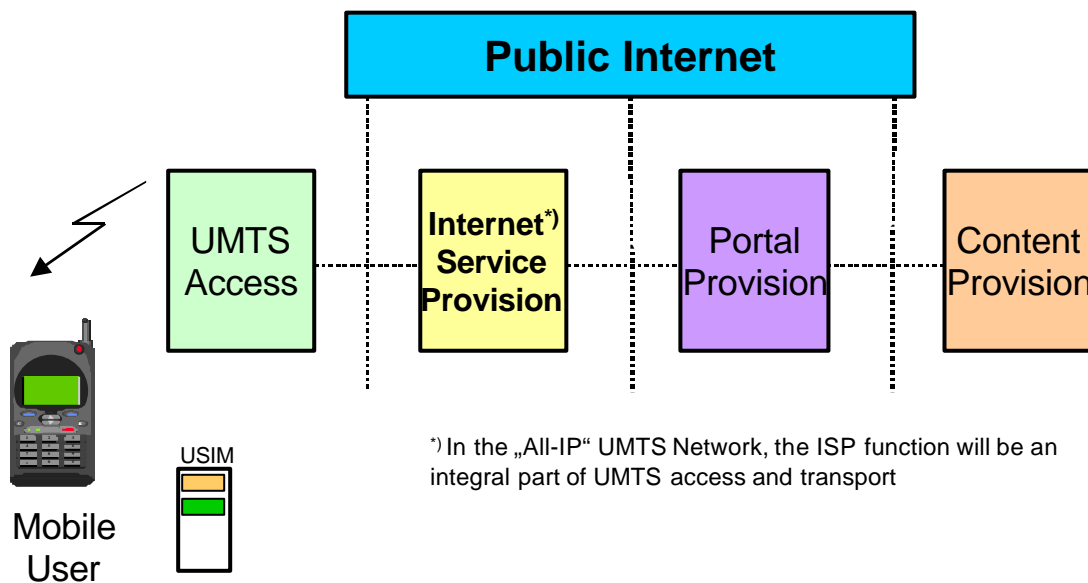 Public Internet
UMTS
Access
Internet*)
Service
Provision
Portal
Provision
Content
Provision
*) In the „All-IP“ UMTS Network, the ISP function will be an
integral part of UMTS access and transport
USIM
Mobile
User